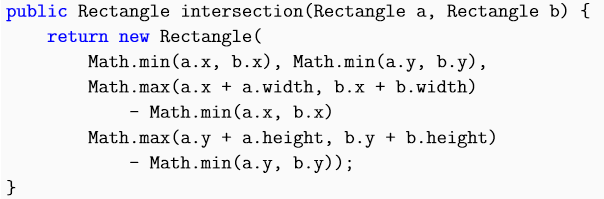 public Rectangle intersection(Rectangle a, Rectangle b) {
    return new Rectangle(
        Math.min(a.x, b.x), Math.min(a.y, b.y),
        Math.max(a.x + a.width, b.x + b.width)
            - Math.min(a.x, b.x)
        Math.max(a.y + a.height, b.y + b.height)
            - Math.min(a.y, b.y));
}